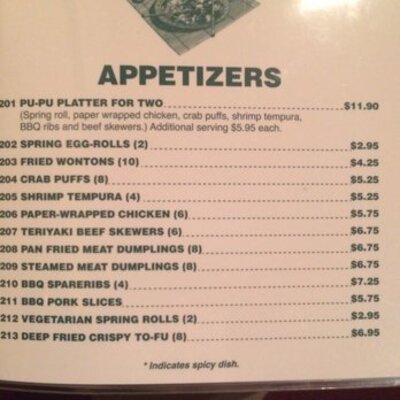 APPETIZERS
201 PU-PU PLATTER FOR TWO $11.90
(Spring roll, paper wrapped chicken, crab puffs, shrimp tempura,
BBQ ribs and beef skewers.) Additional serving $5.95 each.
202 SPRING EGG-ROLLS (2) $2.95
203 FRIED WONTONS (10) $4.25
204 CRAB PUFFS (8) $5.25
205 SHRIMP TEMPURA (4) $5.25
206 PAPER-WRAPPED CHICKEN (6) $5.75
207 TERIYAKI BEEF SKEWERS (6) $6.75
208 PAN FRIED MEAT DUMPLINGS (8) $6.75
209 STEAMED MEAT DUMPLINGS (8) $6.75
210 BBQ SPARERIBS (4) $7.25
211 BBQ PORK SLICES $5.75
212 VEGETARIAN SPRING ROLLS (2) $2.95
213 DEEP FRIED CRISPY TO-FU (8) $6.95
* Indicates spicy dish.